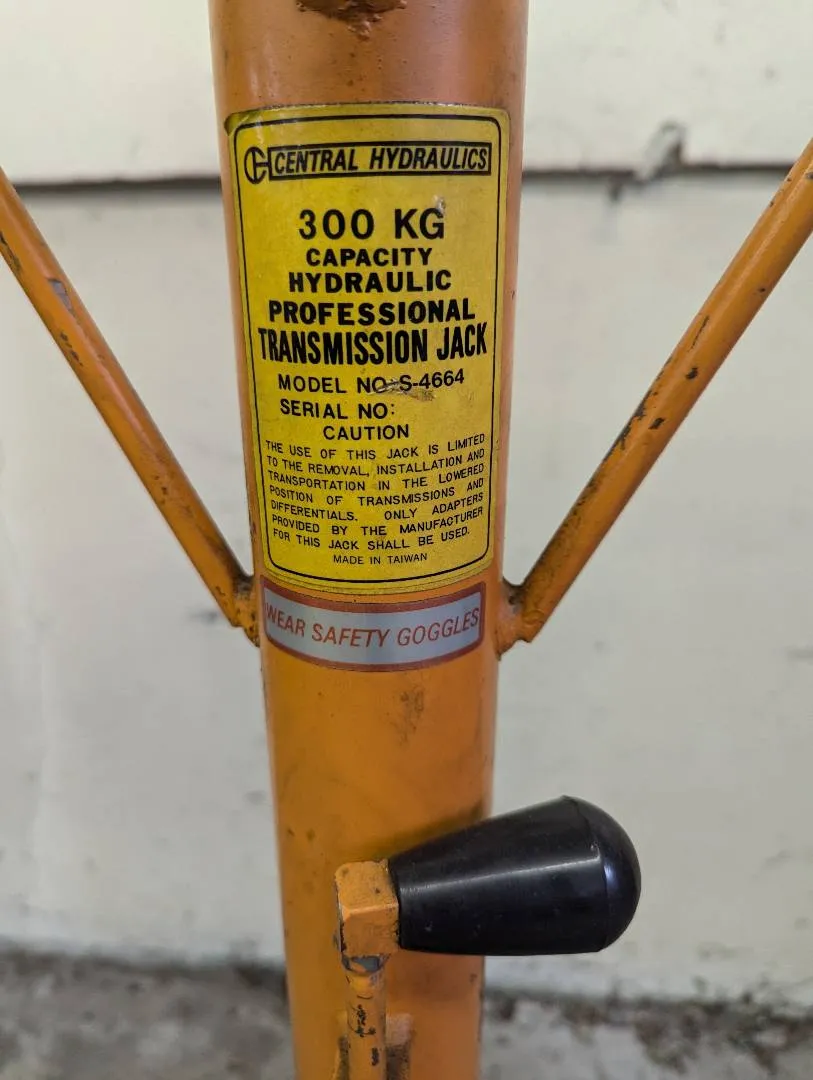 CENTRAL HYDRAULICS
300 KG
CAPACITY
HYDRAULIC
PROFESSIONAL
TRANSMISSION JACK
MODEL NO: S-4664
SERIAL NO:
CAUTION
THE USE OF THIS JACK IS LIMITED
TO THE REMOVAL, INSTALLATION AND
TRANSPORTATION IN THE LOWERED
POSITION OF TRANSMISSIONS AND
DIFFERENTIALS. ONLY ADAPTERS
PROVIDED BY THE MANUFACTURER
FOR THIS JACK SHALL BE USED.
MADE IN TAIWAN
WEAR SAFETY GOGGLES